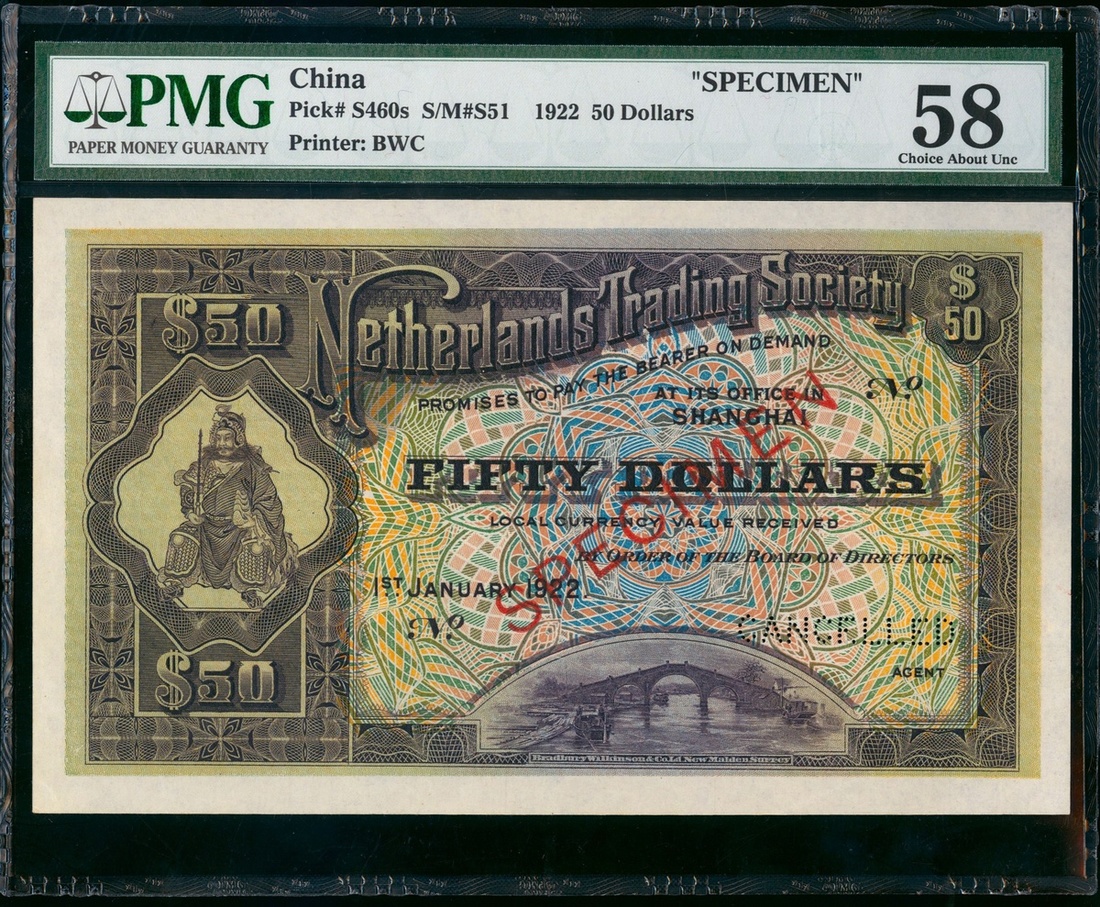 PMG
PAPER MONEY GUARANTY
China
Pick# S460s S/M#S51 1922 50 Dollars
Printer: BWC
"SPECIMEN"
58
Choice About Unc
$50
Netherlands Trading Society
$
50
PROMISES TO PAY THE BEARER ON DEMAND
AT ITS OFFICE IN
SHANGHAI
Nº
FIFTY DOLLARS
LOCAL CURRENCY, VALUE RECEIVED
BY ORDER OF THE BOARD OF DIRECTORS
1ST JANUARY 1922.
Nº
SPECIMEN
CANCELLED
AGENT
$50
Bradbury Wilkinson & Co. Ld New Malden, Surrey